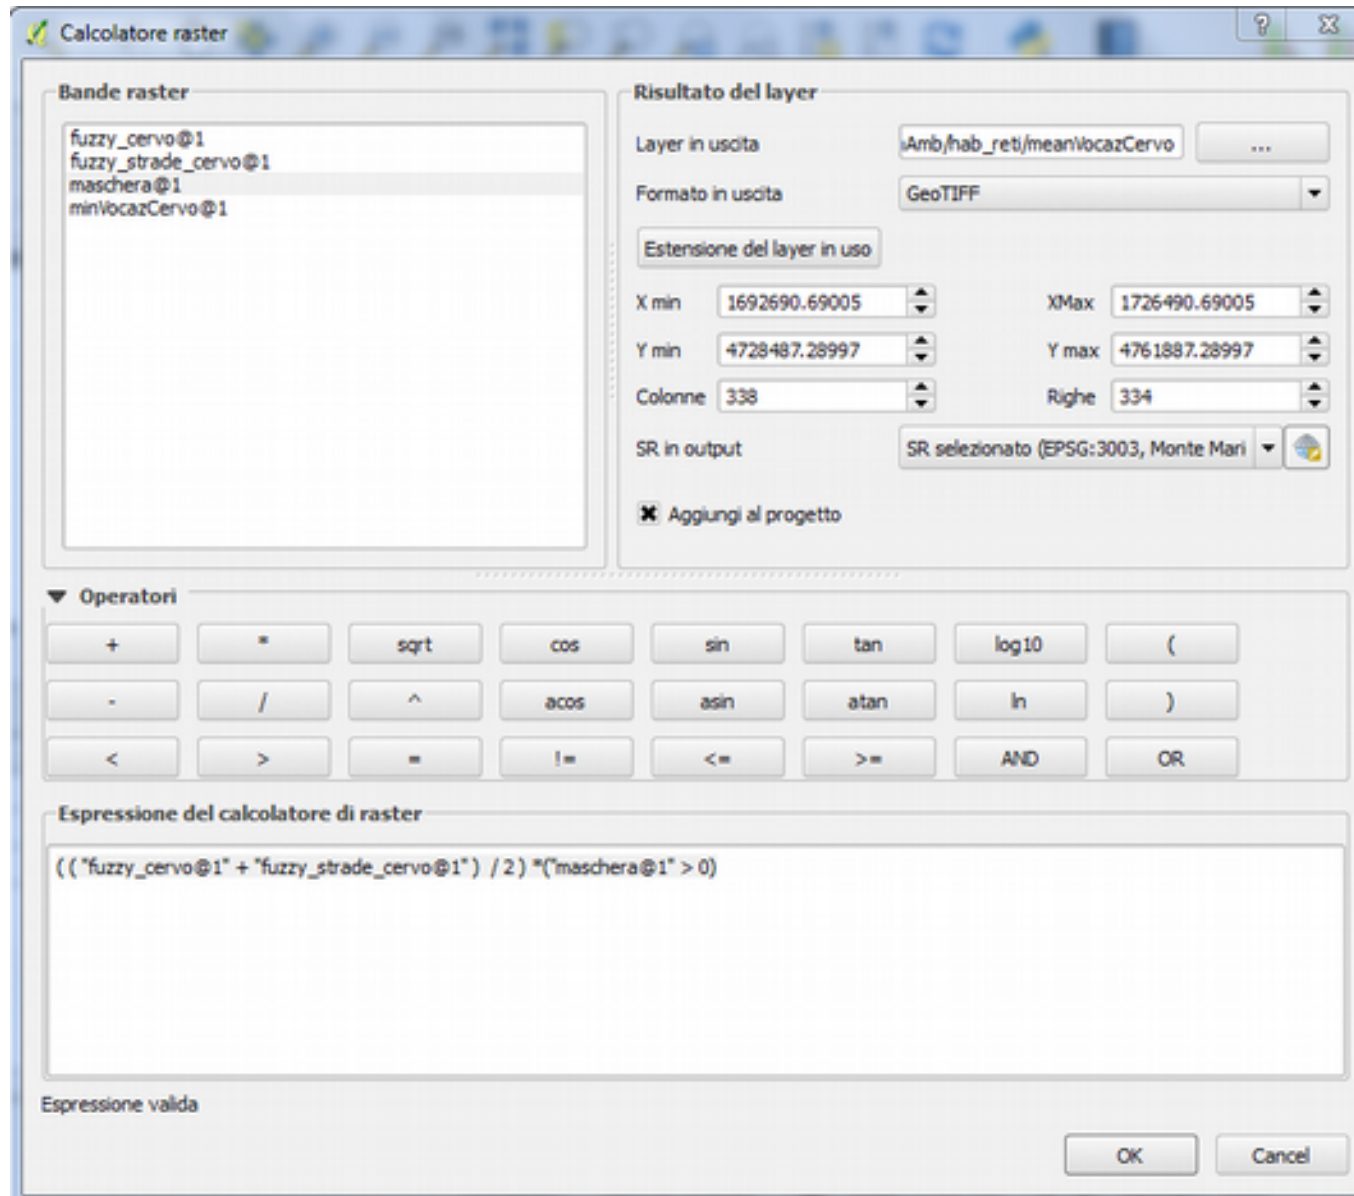 Calcolatore raster
Bande raster
fuzzy_cervo@1
fuzzy_strade_cervo@1
maschera@1
minVocazCervo@1
Risultato del layer
Layer in uscita Amb/hab_reti/meanVocazCervo ...
Formato in uscita GeoTIFF
Estensione del layer in uso
X min 1692690.69005 XMax 1726490.69005
Y min 4728487.28997 Y max 4761887.28997
Colonne 338 Righe 334
SR in output SR selezionato (EPSG:3003, Monte Mari
Aggiungi al progetto
Operatori
+ * sqrt cos sin tan log10 (
- / ^ acos asin atan ln )
< > = != <= >= AND OR
Espressione del calcolatore di raster
( ( "fuzzy_cervo@1" + "fuzzy_strade_cervo@1" ) / 2 ) *("maschera@1" > 0)
Espressione valida
OK Cancel